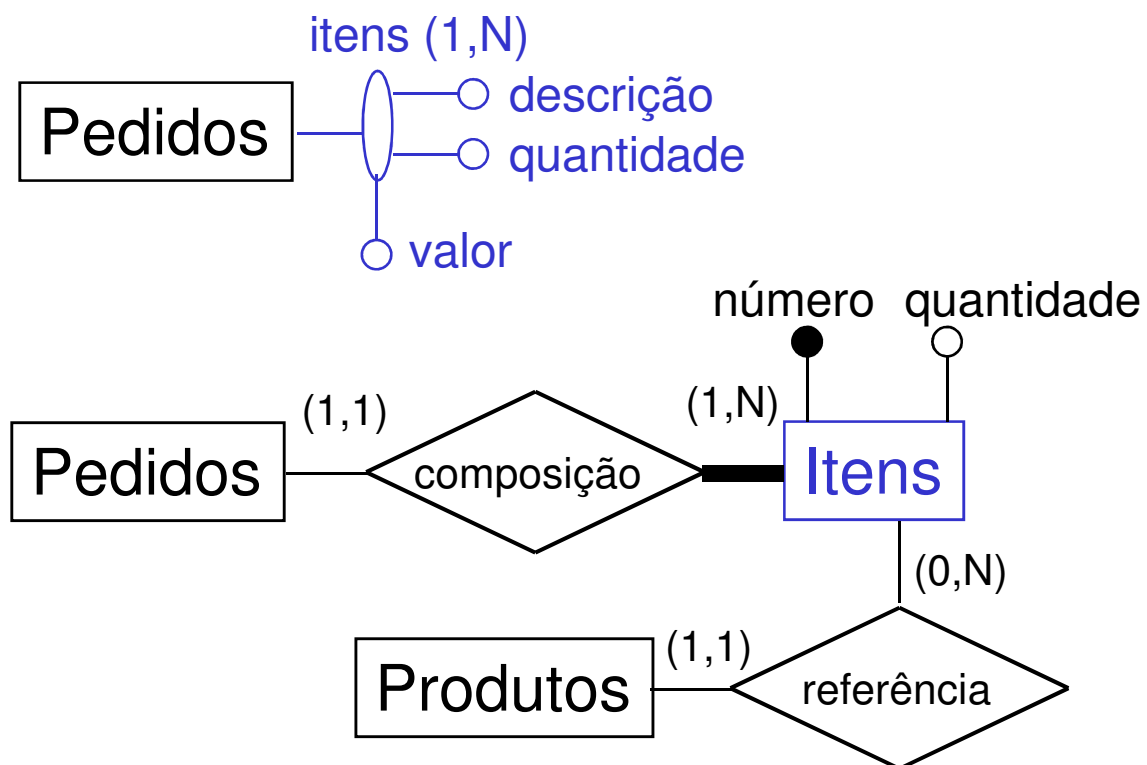 itens (1,N)
Pedidos
descrição
quantidade
valor
número quantidade
(1,1)
(1,N)
Pedidos
composição
Itens
(0,N)
(1,1)
Produtos
referência